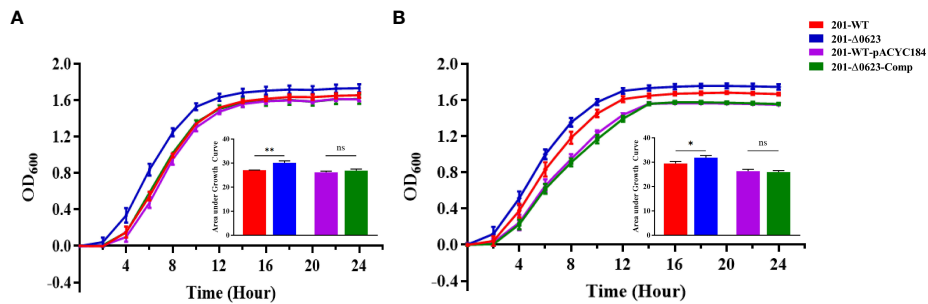 A
OD600
2.0
1.6
1.2
0.8
0.4
0.0
-0.4
4 8 12 14 16 20 24
Time (Hour)
Area under Growth Curve
40
30
20
10
0
**
ns
B
OD600
2.0
1.6
1.2
0.8
0.4
0.0
-0.4
4 8 12 16 20 24
Time (Hour)
Area under Growth Curve
40
30
20
10
0
*
ns
201-WT
201-Δ0623
201-WT-pACYC184
201-Δ0623-Comp